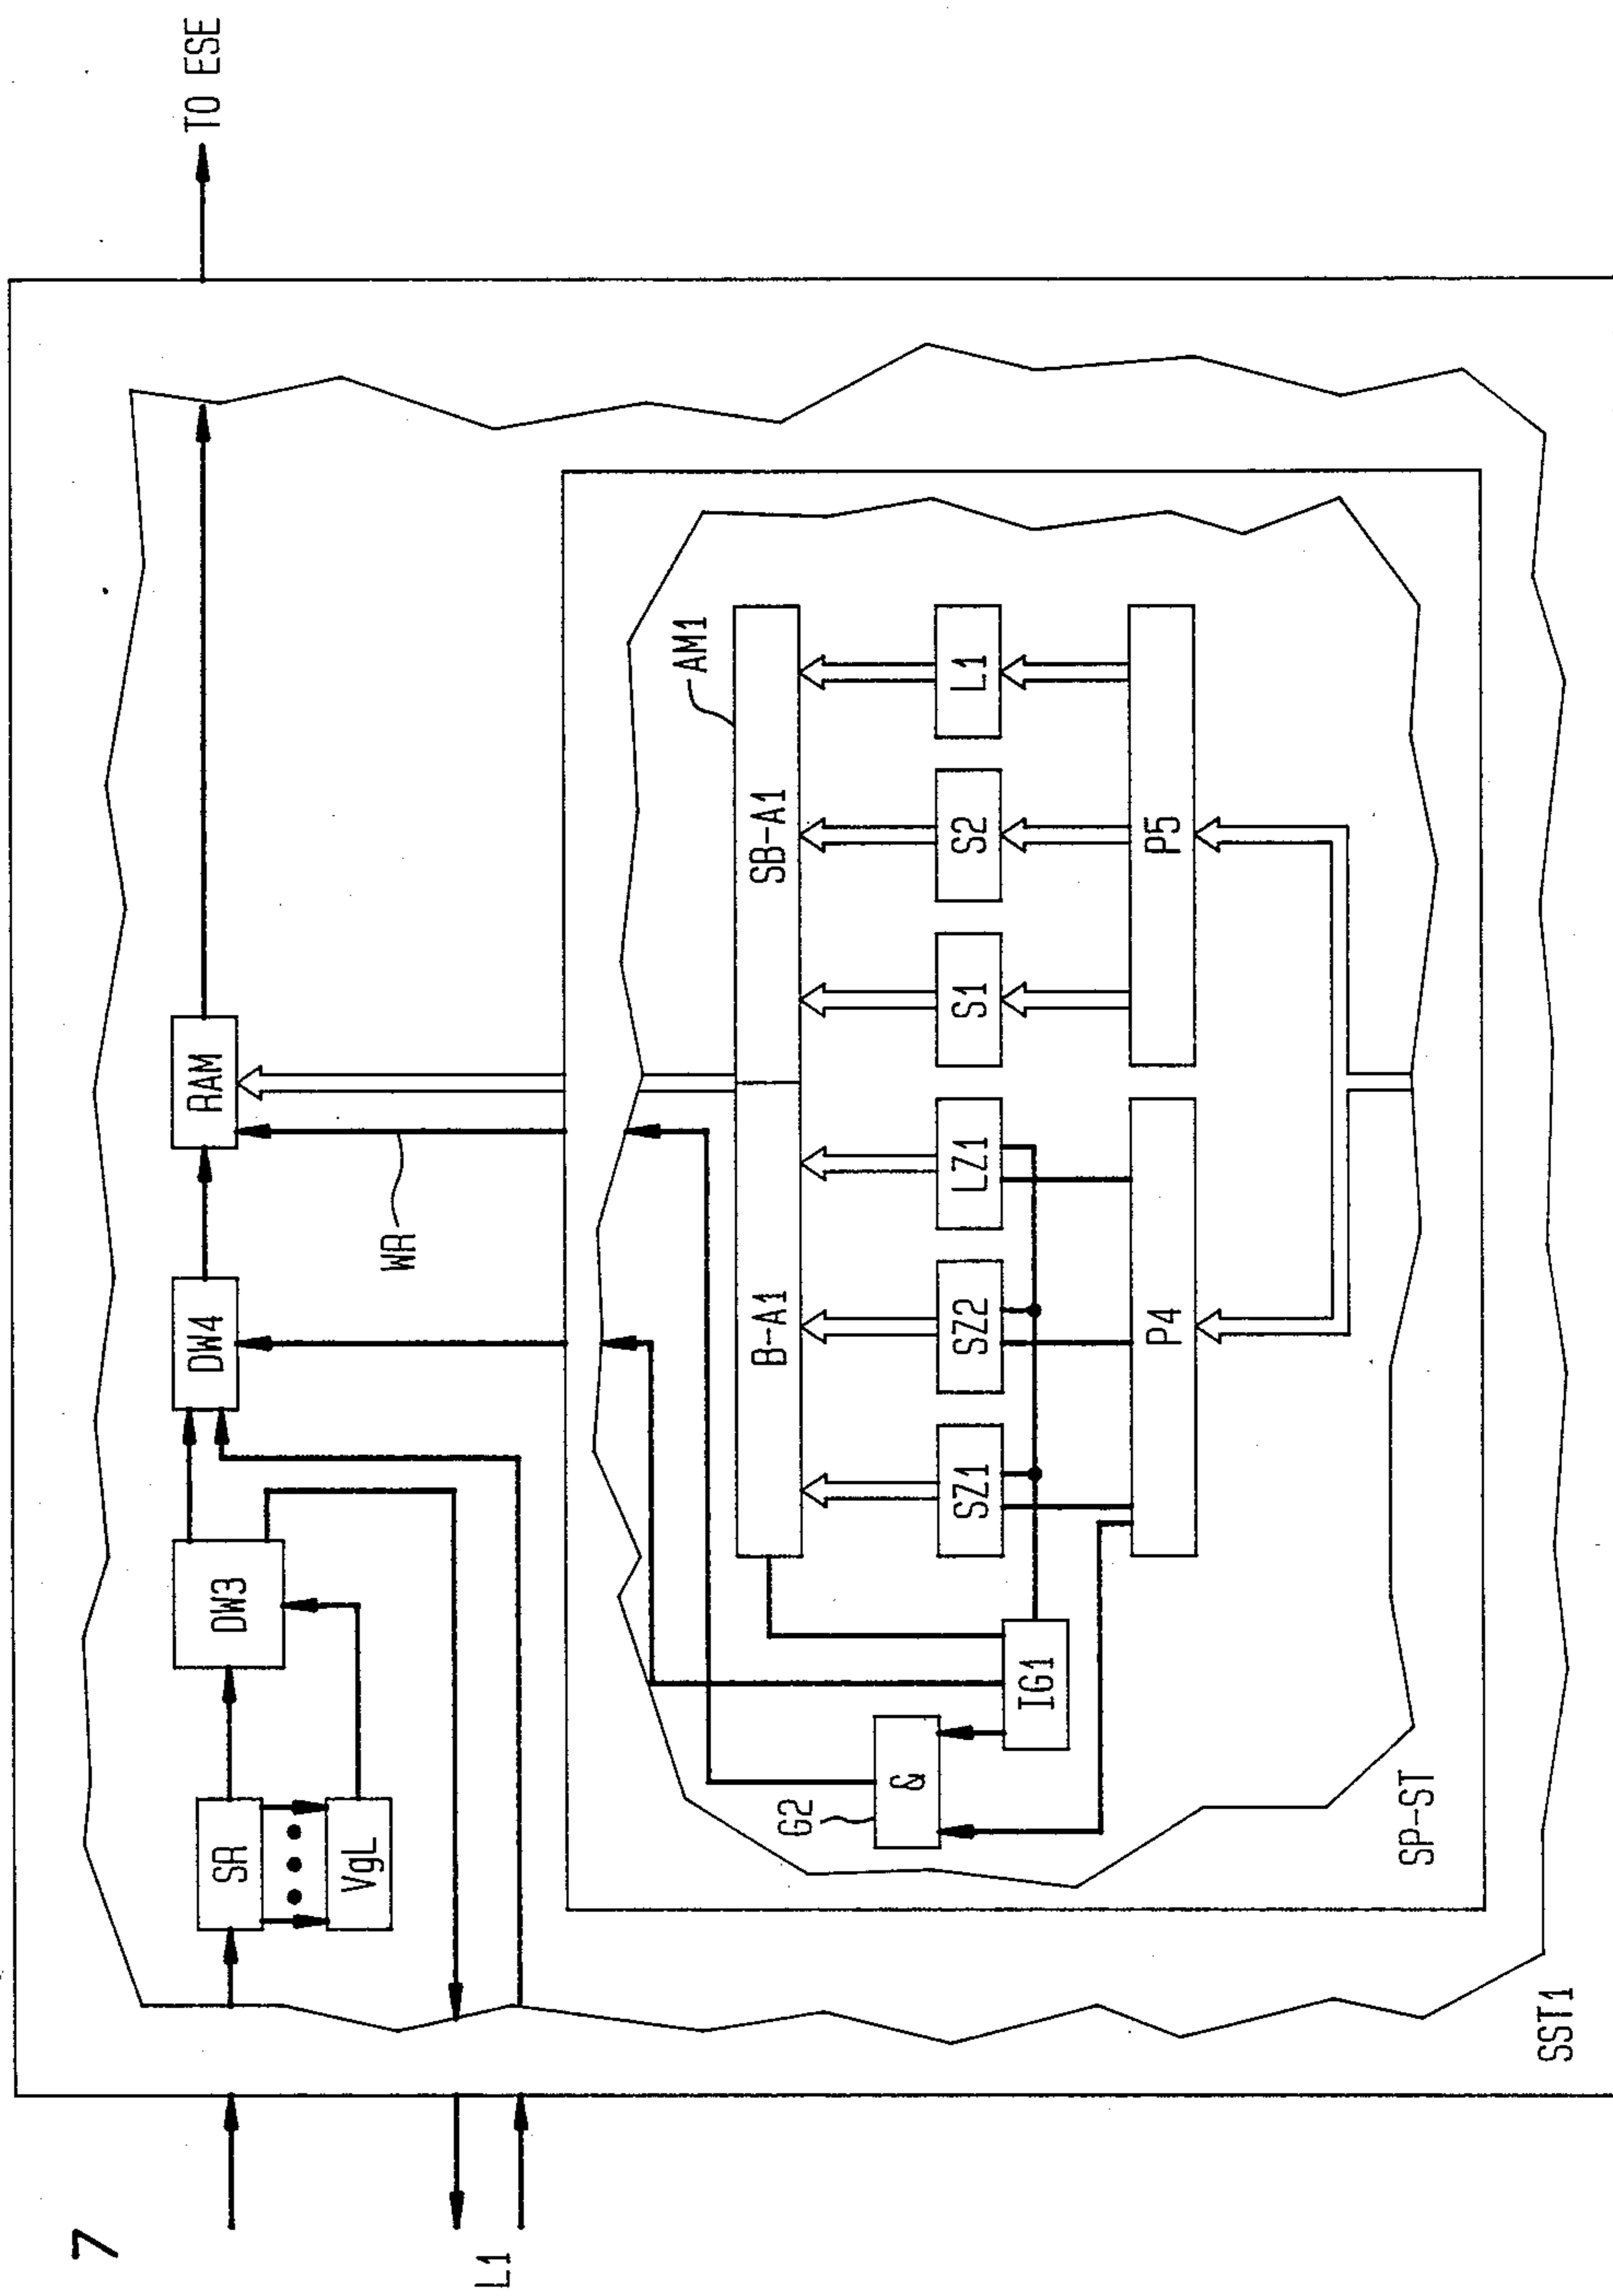 7
TO ESE
L1
SR
VgL
DW3
DW4
RAM
WR
AM1
B-A1
SB-A1
SZ1
SZ2
LZ1
S1
S2
L1
G2
&
IG1
P4
P5
SP-ST
SST1